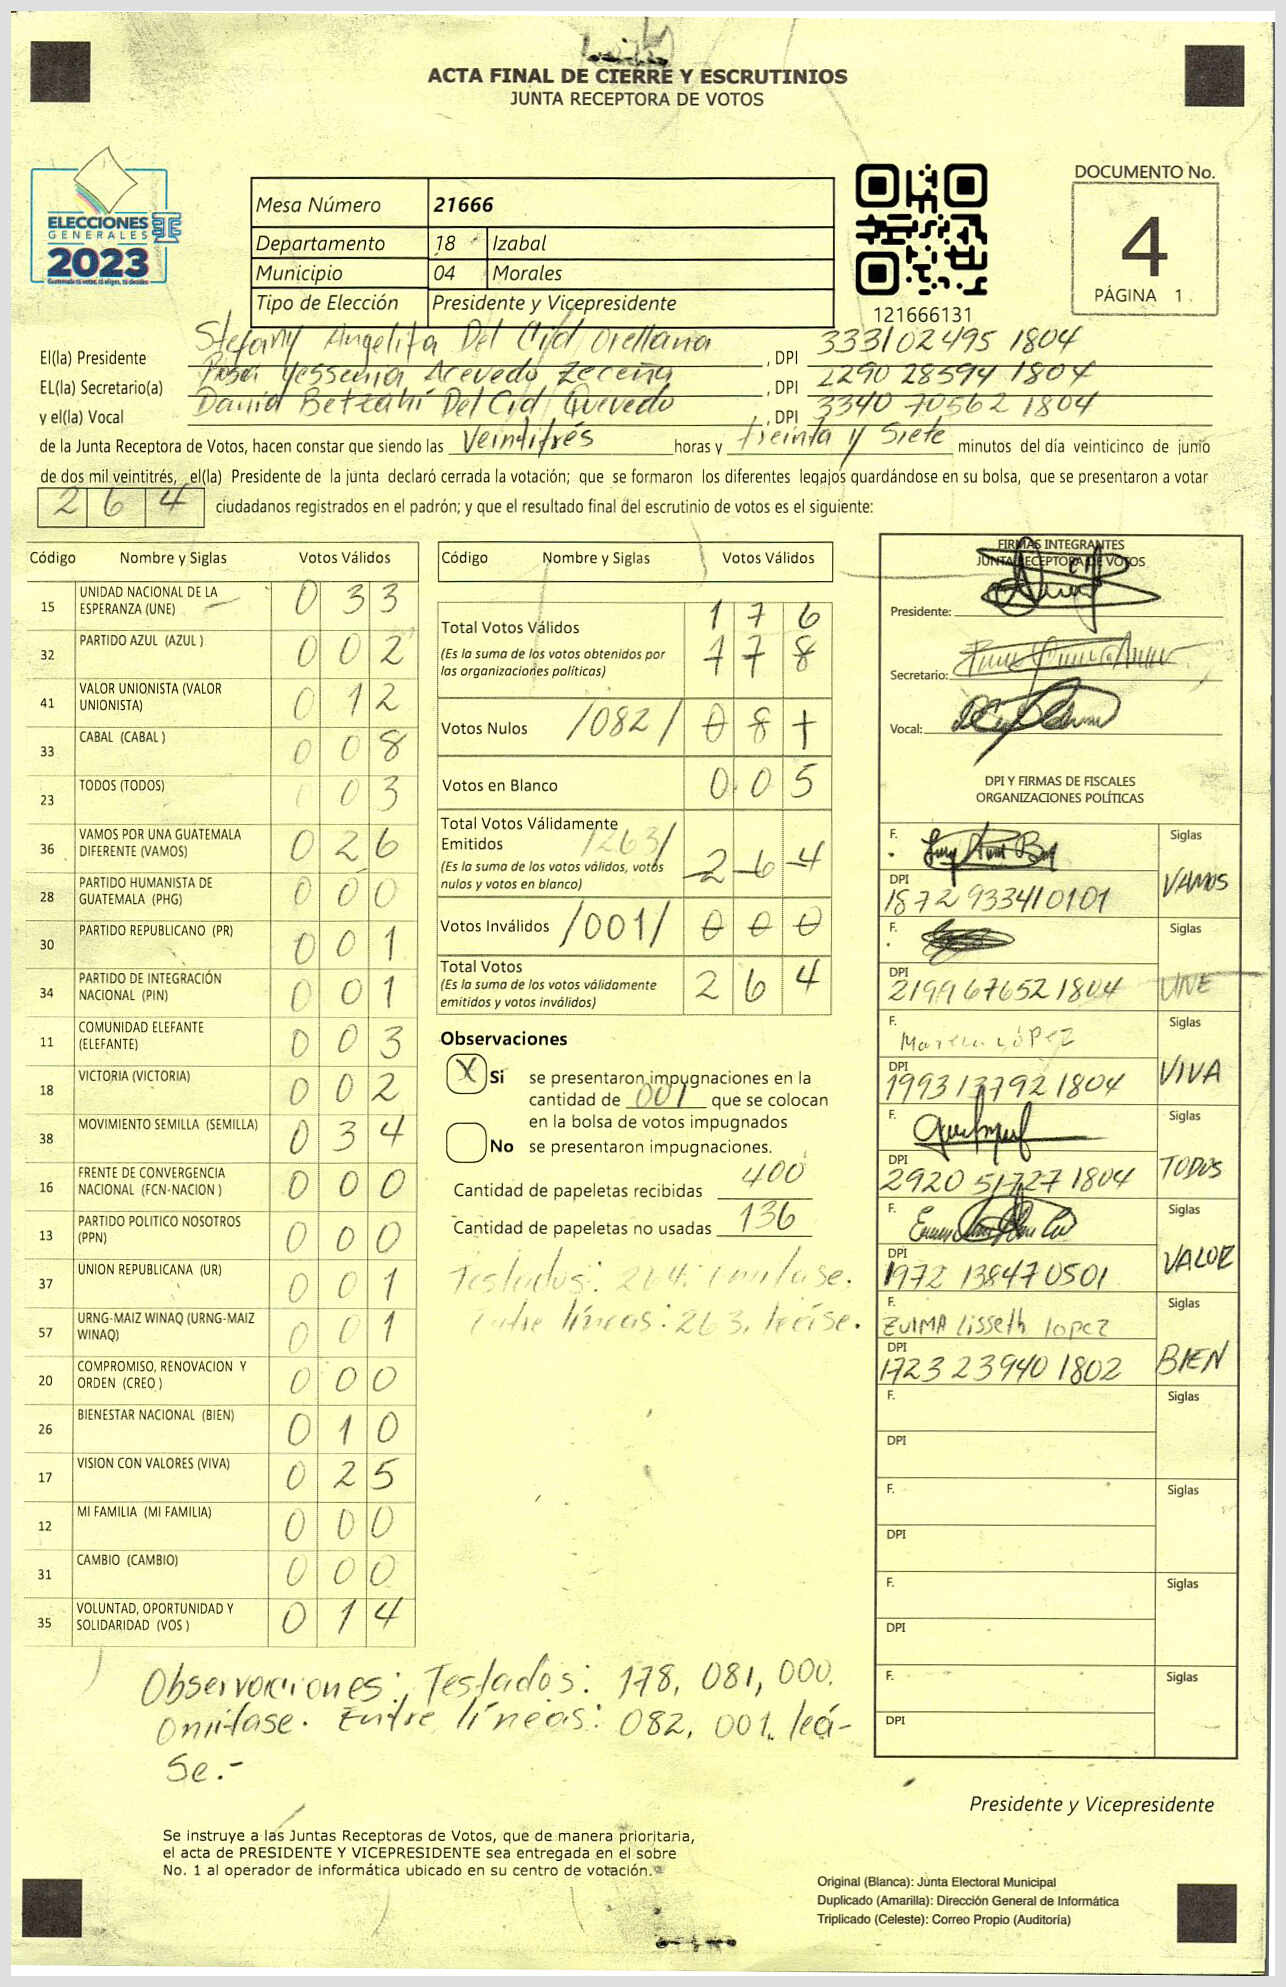 ACTA FINAL DE CIERRE Y ESCRUTINIOS
JUNTA RECEPTORA DE VOTOS
ELECCIONES
GENERALES
2023
Mesa Número 21666
Departamento 18 Izabal
Municipio 04 Morales
Tipo de Elección Presidente y Vicepresidente
121666131
DOCUMENTO No.
4
PÁGINA 1
El(la) Presidente Stefany Angelita Del Cid Orellana, DPI 333102495 1804
EL(la) Secretario(a) Yessenia Acevedo Zeceña, DPI 2290 28594 1804
y el(la) Vocal David Betzahí Del Cid Quevedo, DPI 3340 70562 1804
de la Junta Receptora de Votos, hacen constar que siendo las Veintitrés horas y treinta y Siete minutos del día veinticinco de junio
de dos mil veintitrés, el(la) Presidente de la junta declaró cerrada la votación; que se formaron los diferentes legajos guardándose en su bolsa, que se presentaron a votar
264 ciudadanos registrados en el padrón; y que el resultado final del escrutinio de votos es el siguiente:
Código Nombre y Siglas Votos Válidos
15 UNIDAD NACIONAL DE LA ESPERANZA (UNE) 0 3 3
32 PARTIDO AZUL (AZUL ) 0 0 2
41 VALOR UNIONISTA (VALOR UNIONISTA) 0 1 2
33 CABAL (CABAL ) 0 0 8
23 TODOS (TODOS) 0 0 3
36 VAMOS POR UNA GUATEMALA DIFERENTE (VAMOS) 0 2 6
28 PARTIDO HUMANISTA DE GUATEMALA (PHG) 0 0 0
30 PARTIDO REPUBLICANO (PR) 0 0 1
34 PARTIDO DE INTEGRACIÓN NACIONAL (PIN) 0 0 1
11 COMUNIDAD ELEFANTE (ELEFANTE) 0 0 3
18 VICTORIA (VICTORIA) 0 0 2
38 MOVIMIENTO SEMILLA (SEMILLA) 0 3 4
16 FRENTE DE CONVERGENCIA NACIONAL (FCN-NACION ) 0 0 0
13 PARTIDO POLITICO NOSOTROS (PPN) 0 0 0
37 UNION REPUBLICANA (UR) 0 0 1
57 URNG-MAIZ WINAQ (URNG-MAIZ WINAQ) 0 0 1
20 COMPROMISO, RENOVACION Y ORDEN (CREO ) 0 0 0
26 BIENESTAR NACIONAL (BIEN) 0 1 0
17 VISION CON VALORES (VIVA) 0 2 5
12 MI FAMILIA (MI FAMILIA) 0 0 0
31 CAMBIO (CAMBIO) 0 0 0
35 VOLUNTAD, OPORTUNIDAD Y SOLIDARIDAD (VOS ) 0 1 4
Código Nombre y Siglas Votos Válidos
1 7 6
Total Votos Válidos 1 7 8
(Es la suma de los votos obtenidos por
las organizaciones políticas)
Votos Nulos /082/ 0 8 1
Votos en Blanco 0 0 5
Total Votos Válidamente
Emitidos /263/ 2 6 4
(Es la suma de los votos válidos, votos
nulos y votos en blanco)
Votos Inválidos /001/ 0 0 0
Total Votos 2 6 4
(Es la suma de los votos válidamente
emitidos y votos inválidos)
Observaciones
X Si se presentaron impugnaciones en la
cantidad de 001 que se colocan
en la bolsa de votos impugnados
No se presentaron impugnaciones.
Cantidad de papeletas recibidas 400
Cantidad de papeletas no usadas 136
Testados: 264. Omítase.
Entre líneas: 263, léase.
FIRMAS INTEGRANTES
JUNTA RECEPTORA DE VOTOS
Presidente:
Secretario:
Vocal:
DPI Y FIRMAS DE FISCALES
ORGANIZACIONES POLÍTICAS
F. Siglas
DPI 1872 93341 0101 VAMOS
F. Siglas
DPI 2199 67652 1804 UNE
F. López Siglas
DPI 1993 13792 1804 VIVA
F. Siglas
DPI 2920 51727 1804 TODOS
F. Siglas
DPI 1972 13847 0501 VALOR
F. Zulma Lisseth Lopez Siglas
DPI 1723 23940 1802 BIEN
F. Siglas
DPI
F. Siglas
DPI
F. Siglas
DPI
F. Siglas
DPI
Observaciones: Testados: 178, 081, 000.
Omítase. Entre líneas: 082, 001. leá-
se.-
Presidente y Vicepresidente
Se instruye a las Juntas Receptoras de Votos, que de manera prioritaria,
el acta de PRESIDENTE Y VICEPRESIDENTE sea entregada en el sobre
No. 1 al operador de informática ubicado en su centro de votación.
Original (Blanca): Junta Electoral Municipal
Duplicado (Amarilla): Dirección General de Informática
Triplicado (Celeste): Correo Propio (Auditoría)